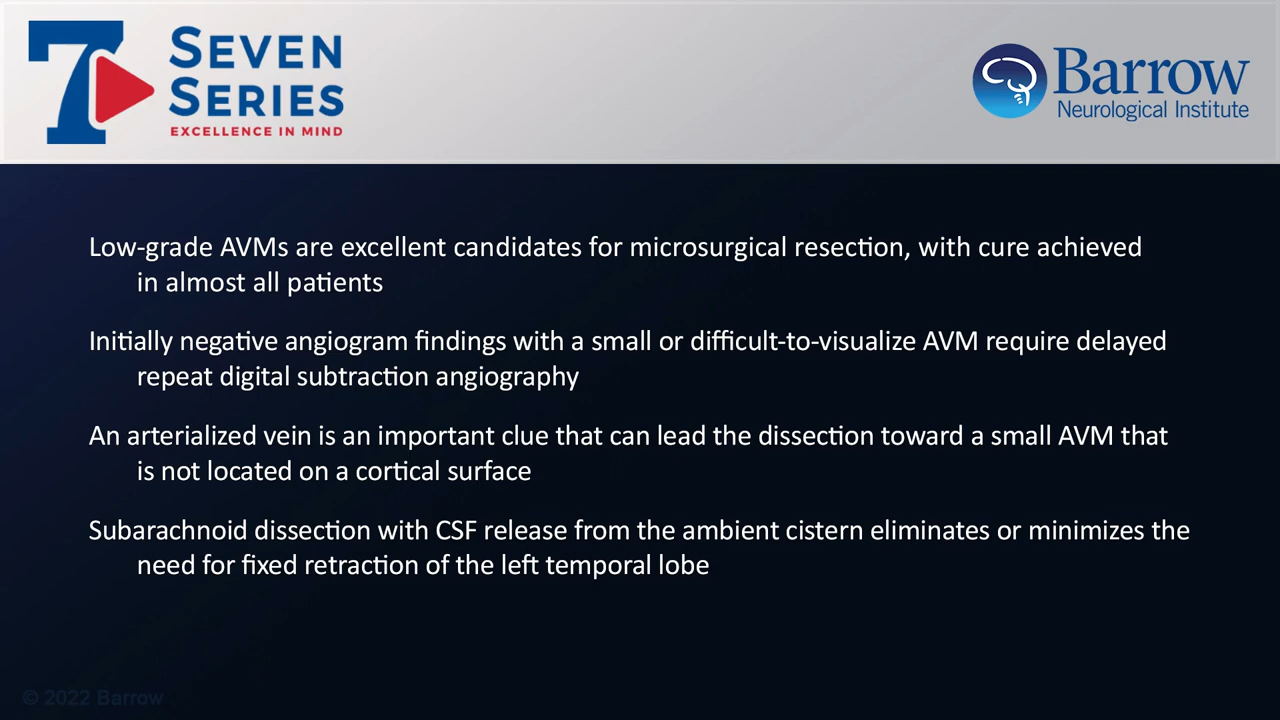 7 SEVEN
SERIES
EXCELLENCE IN MIND
Barrow
Neurological Institute
Low-grade AVMs are excellent candidates for microsurgical resection, with cure achieved
in almost all patients
Initially negative angiogram findings with a small or difficult-to-visualize AVM require delayed
repeat digital subtraction angiography
An arterialized vein is an important clue that can lead the dissection toward a small AVM that
is not located on a cortical surface
Subarachnoid dissection with CSF release from the ambient cistern eliminates or minimizes the
need for fixed retraction of the left temporal lobe
© 2022 Barrow